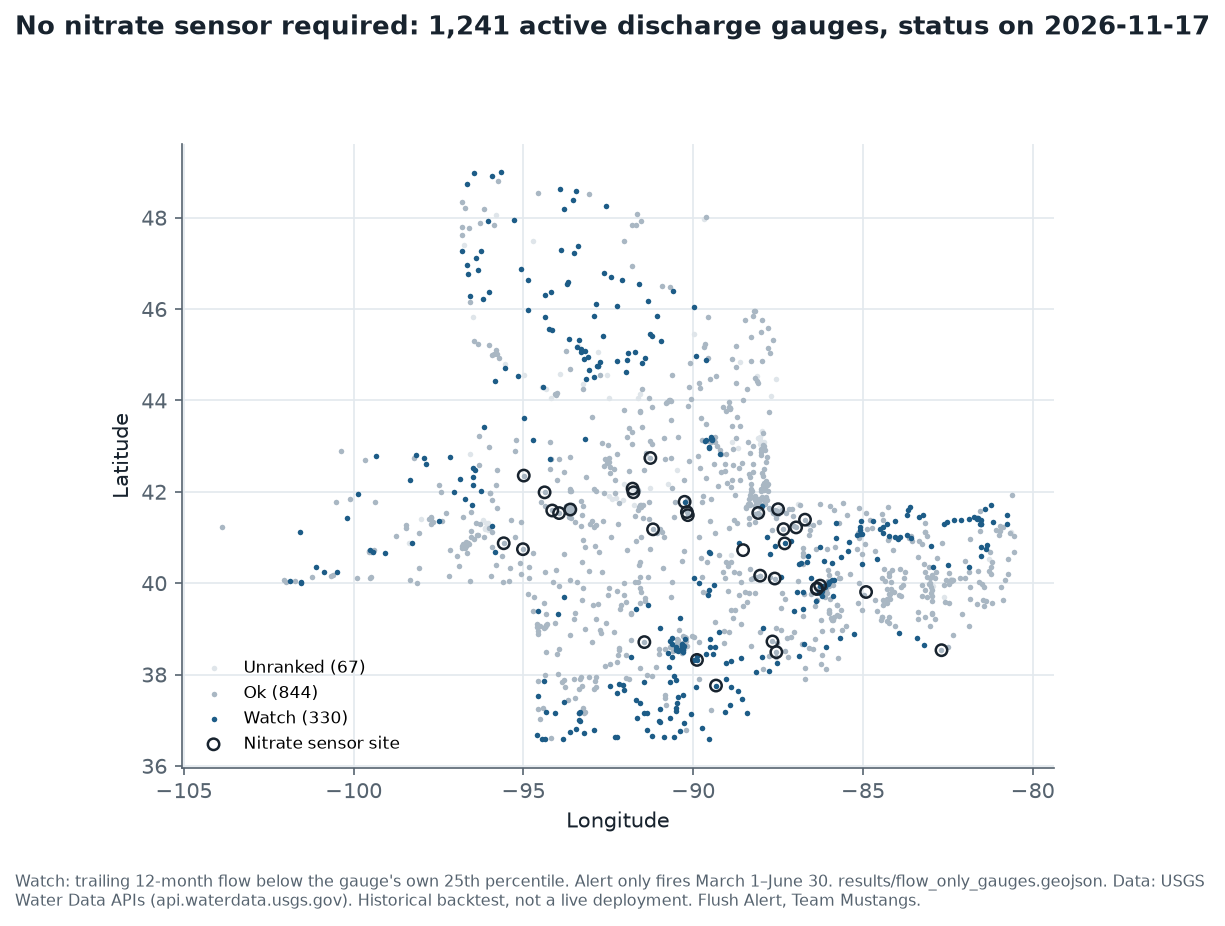 No nitrate sensor required: 1,241 active discharge gauges, status on 2026-11-17
48
46
44
42
40
38
36
Latitude
Unranked (67)
Ok (844)
Watch (330)
Nitrate sensor site
−105
−100
−95
−90
−85
−80
Longitude
Watch: trailing 12-month flow below the gauge's own 25th percentile. Alert only fires March 1–June 30. results/flow_only_gauges.geojson. Data: USGS
Water Data APIs (api.waterdata.usgs.gov). Historical backtest, not a live deployment. Flush Alert, Team Mustangs.